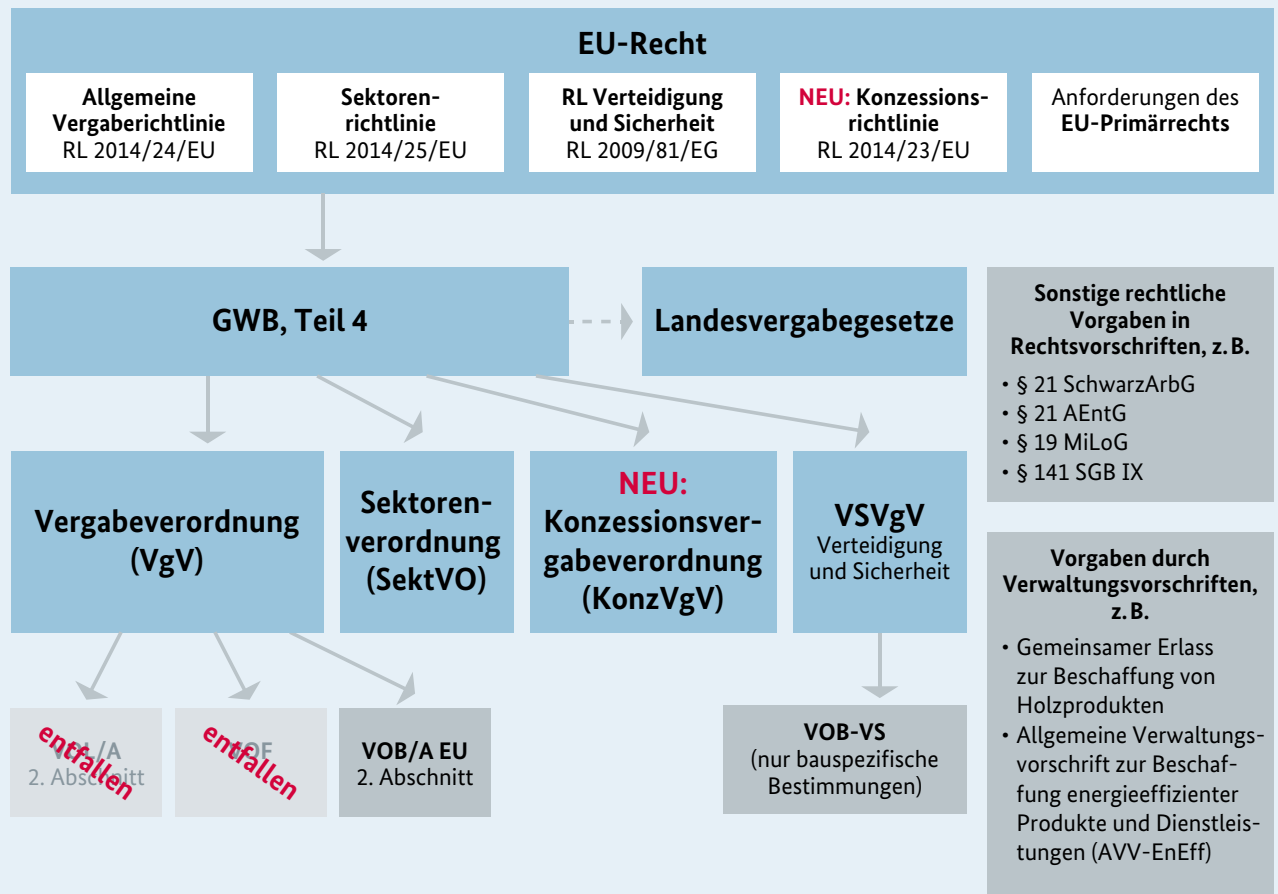 EU-Recht
Allgemeine
Vergaberichtlinie
RL 2014/24/EU
Sektoren-
richtlinie
RL 2014/25/EU
RL Verteidigung
und Sicherheit
RL 2009/81/EG
NEU: Konzessions-
richtlinie
RL 2014/23/EU
Anforderungen des
EU-Primärrechts
GWB, Teil 4
Landesvergabegesetze
Sonstige rechtliche
Vorgaben in
Rechtsvorschriften, z. B.
• § 21 SchwarzArbG
• § 21 AEntG
• § 19 MiLoG
• § 141 SGB IX
Vergabeverordnung
(VgV)
Sektoren-
verordnung
(SektVO)
NEU:
Konzessionsver-
gabeverordnung
(KonzVgV)
VSVgV
Verteidigung
und Sicherheit
Vorgaben durch
Verwaltungsvorschriften,
z. B.
• Gemeinsamer Erlass
zur Beschaffung von
Holzprodukten
• Allgemeine Verwaltungs-
vorschrift zur Beschaf-
fung energieeffizienter
Produkte und Dienstleis-
tungen (AVV-EnEff)
VOL/A
2. Abschnitt
entfallen
VOF
entfallen
VOB/A EU
2. Abschnitt
VOB-VS
(nur bauspezifische
Bestimmungen)